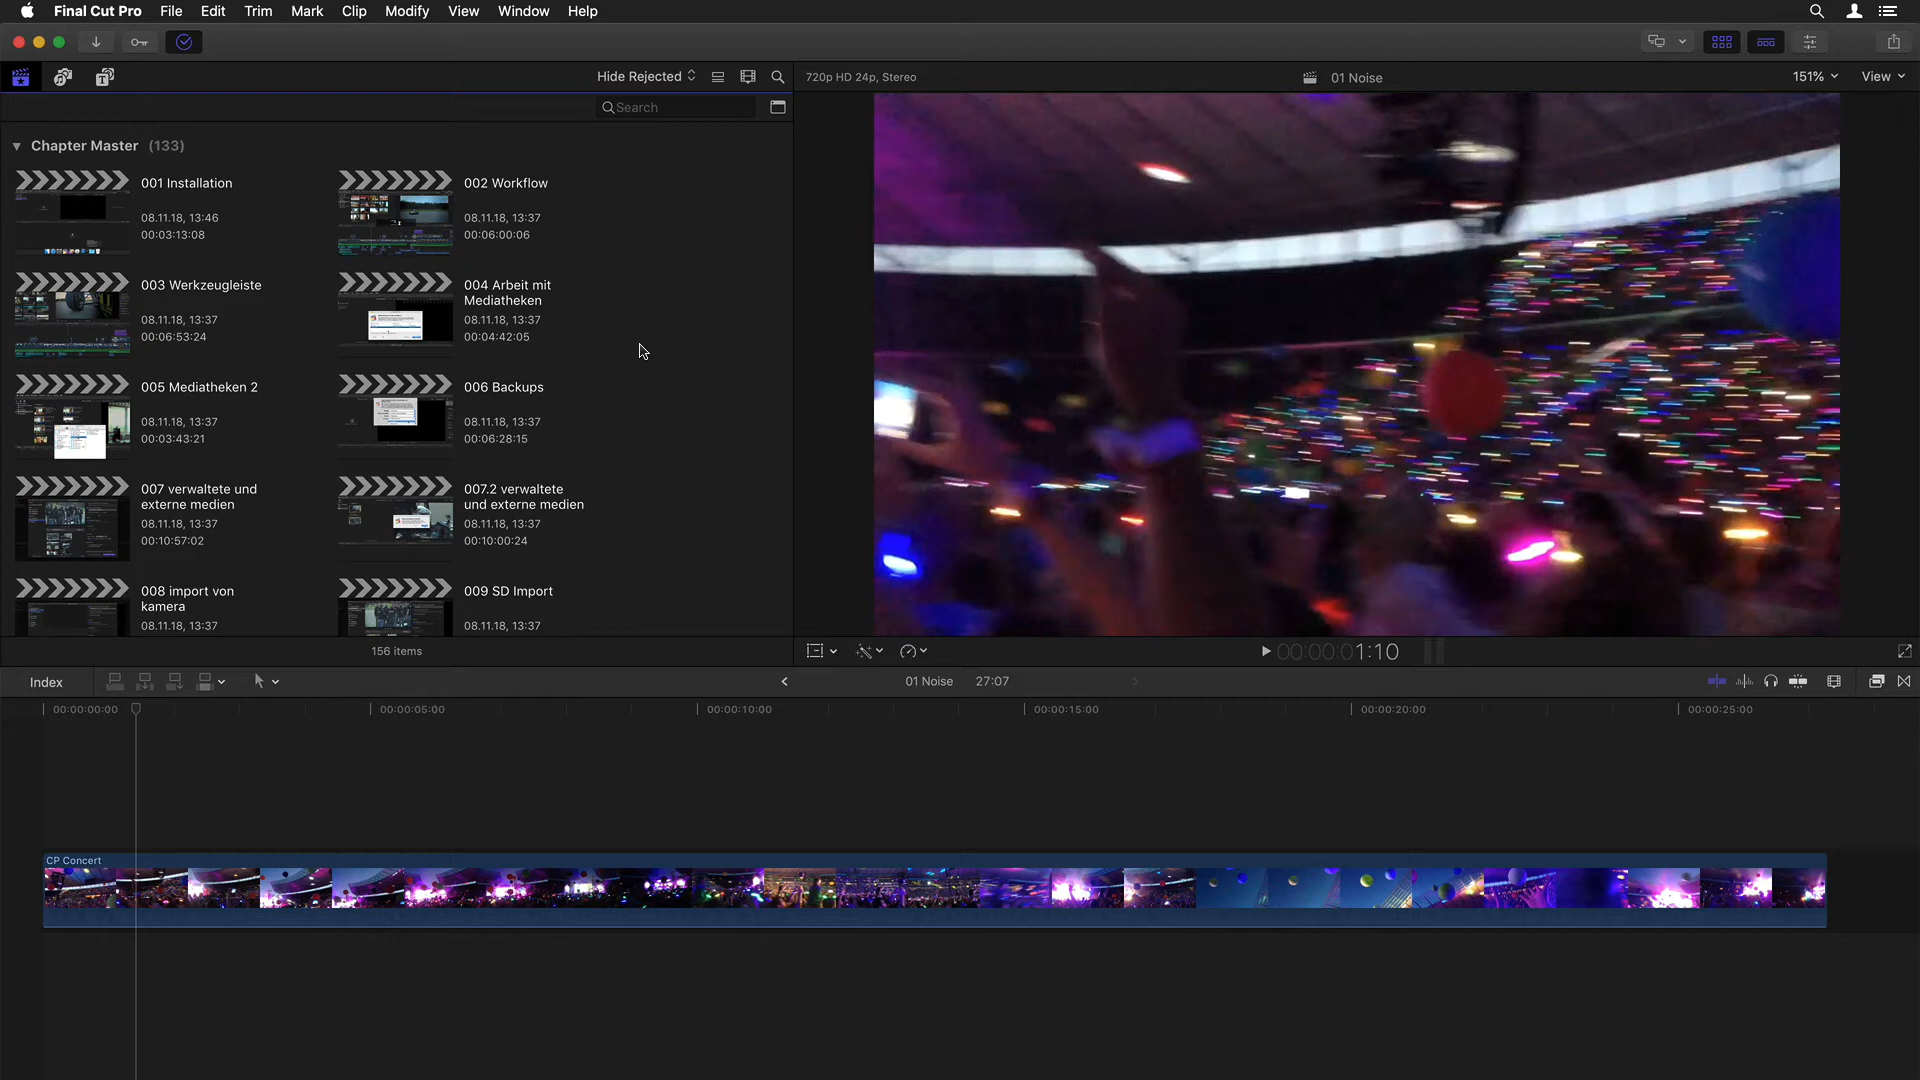 Final Cut Pro File Edit Trim Mark Clip Modify View Window Help
Hide Rejected
720p HD 24p, Stereo
01 Noise
151%
View
Search
Chapter Master (133)
001 Installation
08.11.18, 13:46
00:03:13:08
002 Workflow
08.11.18, 13:37
00:06:00:06
003 Werkzeugleiste
08.11.18, 13:37
00:06:53:24
004 Arbeit mit
Mediatheken
08.11.18, 13:37
00:04:42:05
005 Mediatheken 2
08.11.18, 13:37
00:03:43:21
006 Backups
08.11.18, 13:37
00:06:28:15
007 verwaltete und
externe medien
08.11.18, 13:37
00:10:57:02
007.2 verwaltete
und externe medien
08.11.18, 13:37
00:10:00:24
008 import von
kamera
08.11.18, 13:37
009 SD Import
08.11.18, 13:37
156 items
00:00:01:10
Index
01 Noise 27:07
00:00:00:00 00:00:05:00 00:00:10:00 00:00:15:00 00:00:20:00 00:00:25:00
CP Concert